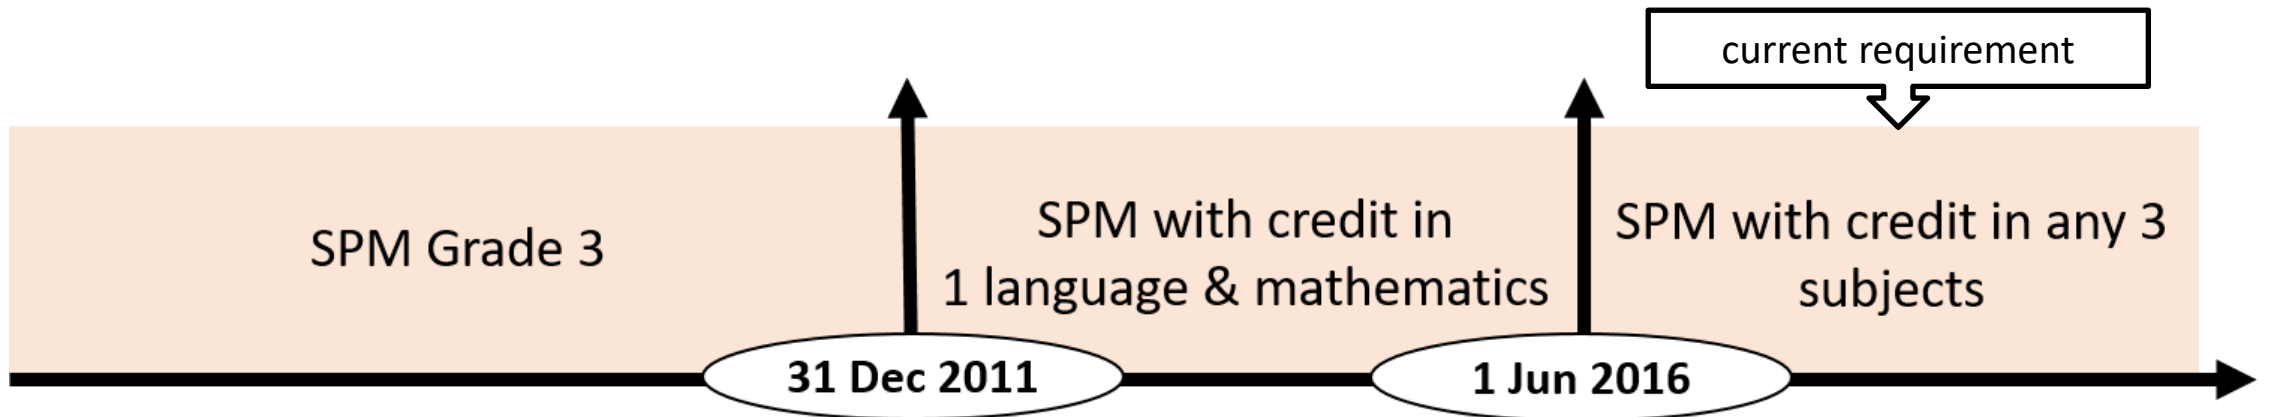 current requirement
SPM Grade 3
SPM with credit in
1 language & mathematics
SPM with credit in any 3
subjects
31 Dec 2011
1 Jun 2016